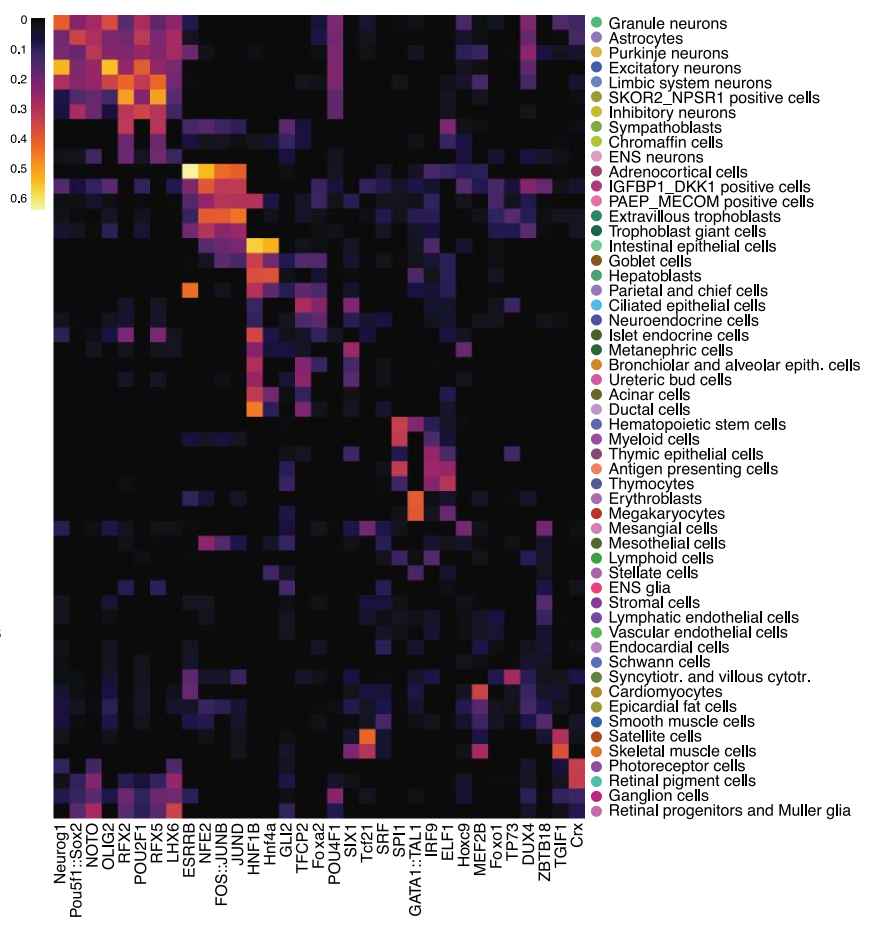 0
0.1
0.2
0.3
0.4
0.5
0.6
Granule neurons
Astrocytes
Purkinje neurons
Excitatory neurons
Limbic system neurons
SKOR2_NPSR1 positive cells
Inhibitory neurons
Sympathoblasts
Chromaffin cells
ENS neurons
Adrenocortical cells
IGFBP1_DKK1 positive cells
PAEP_MECOM positive cells
Extravillous trophoblasts
Trophoblast giant cells
Intestinal epithelial cells
Goblet cells
Hepatoblasts
Parietal and chief cells
Ciliated epithelial cells
Neuroendocrine cells
Islet endocrine cells
Metanephric cells
Bronchiolar and alveolar epith. cells
Ureteric bud cells
Acinar cells
Ductal cells
Hematopoietic stem cells
Myeloid cells
Thymic epithelial cells
Antigen presenting cells
Thymocytes
Erythroblasts
Megakaryocytes
Mesangial cells
Mesothelial cells
Lymphoid cells
Stellate cells
ENS glia
Stromal cells
Lymphatic endothelial cells
Vascular endothelial cells
Endocardial cells
Schwann cells
Syncytiotr. and villous cytotr.
Cardiomyocytes
Epicardial fat cells
Smooth muscle cells
Satellite cells
Skeletal muscle cells
Photoreceptor cells
Retinal pigment cells
Ganglion cells
Retinal progenitors and Muller glia
Neurog1
Pou5f1::Sox2
NOTO
OLIG2
RFX2
POU2F1
RFX5
LHX6
ESRRB
NFE2
FOS::JUNB
JUND
HNF1B
Hnf4a
GLI2
TFCP2
Foxa2
POU4F1
SIX1
Tcf21
SRF
SPI1
GATA1::TAL1
IRF9
ELF1
Hoxc9
MEF2B
Foxo1
TP73
DUX4
ZBTB18
TGIF1
Crx